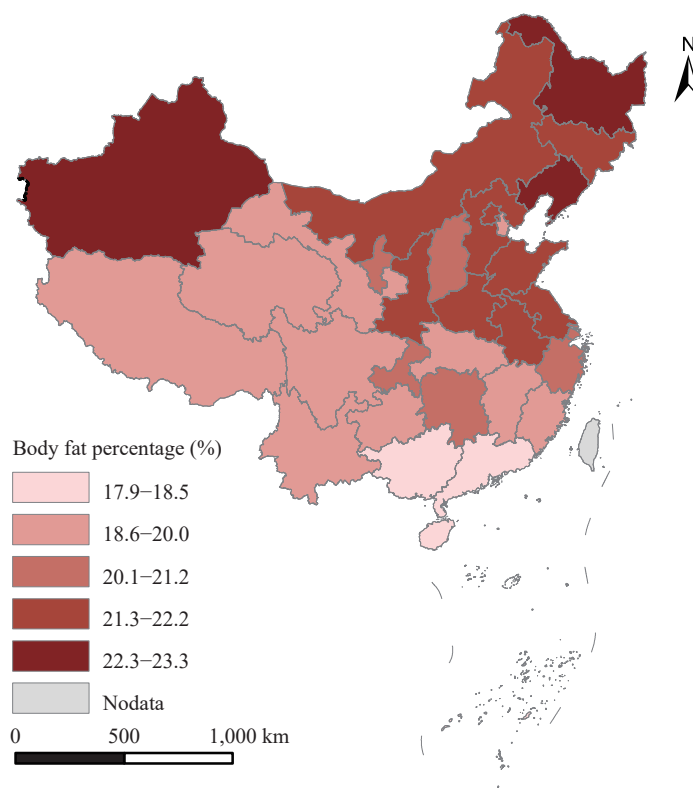 N
Body fat percentage (%)
17.9−18.5
18.6−20.0
20.1−21.2
21.3−22.2
22.3−23.3
Nodata
0 500 1,000 km